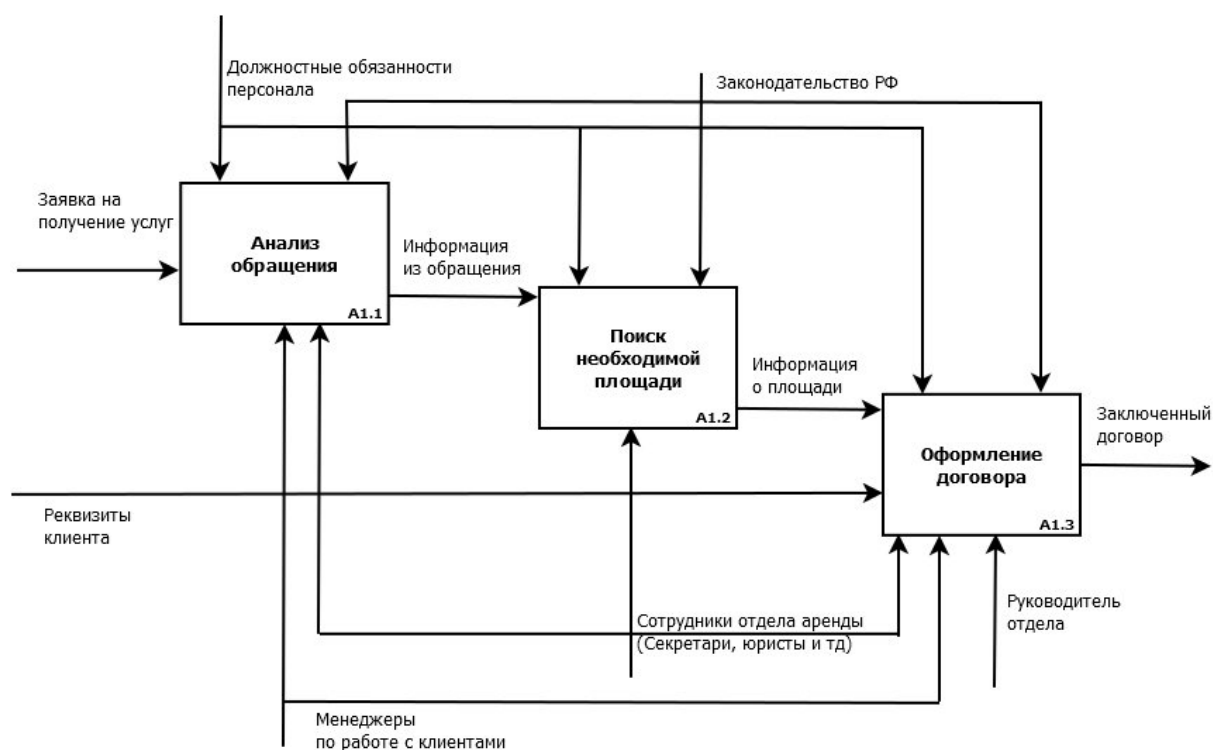 Должностные обязанности
персонала
Законодательство РФ
Заявка на
получение услуг
Анализ
обращения
A1.1
Информация
из обращения
Поиск
необходимой
площади
A1.2
Информация
о площади
Оформление
договора
A1.3
Заключенный
договор
Реквизиты
клиента
Сотрудники отдела аренды
(Секретари, юристы и тд)
Руководитель
отдела
Менеджеры
по работе с клиентами